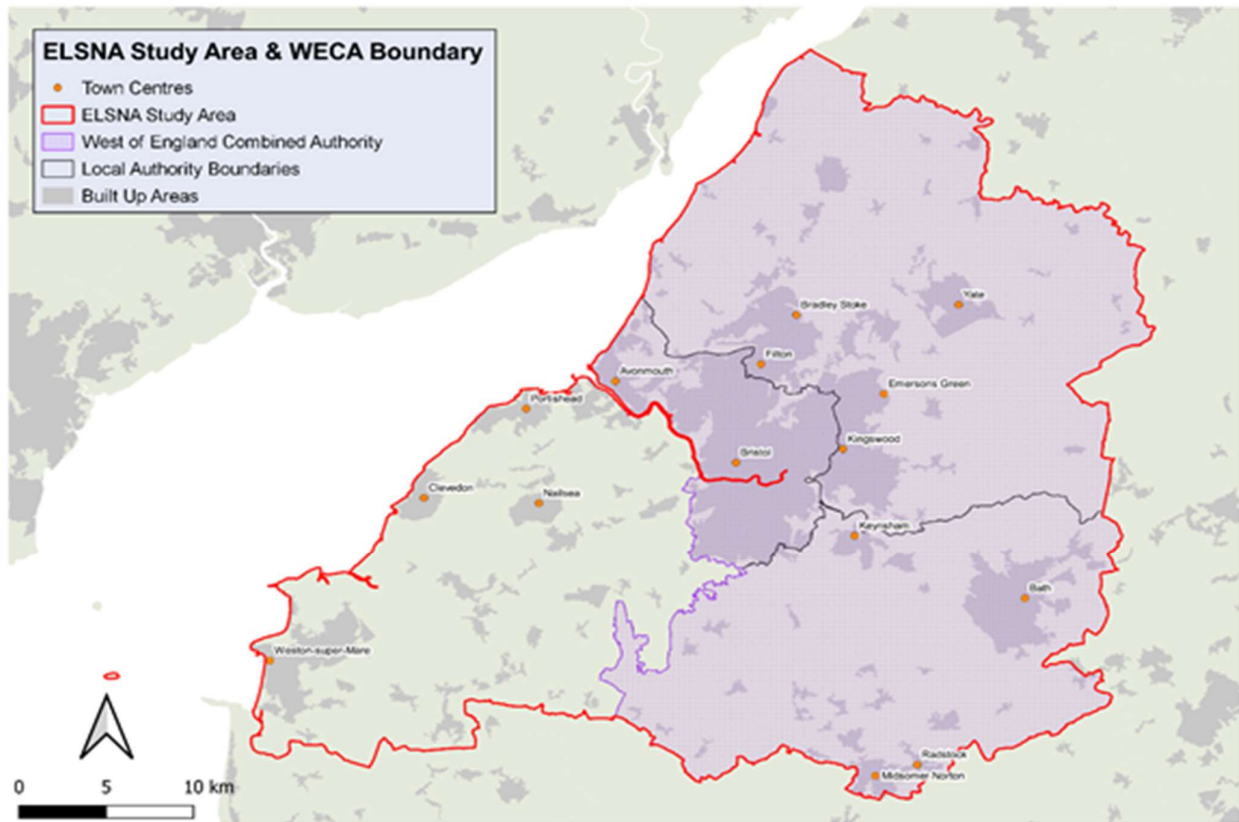 ELSNA Study Area & WECA Boundary
Town Centres
ELSNA Study Area
West of England Combined Authority
Local Authority Boundaries
Built Up Areas
Yate
Bradley Stoke
Filton
Avonmouth
Emersons Green
Portishead
Kingswood
Bristol
Clevedon
Nailsea
Keynsham
Bath
Weston-super-Mare
Radstock
Midsomer Norton
0 5 10 km